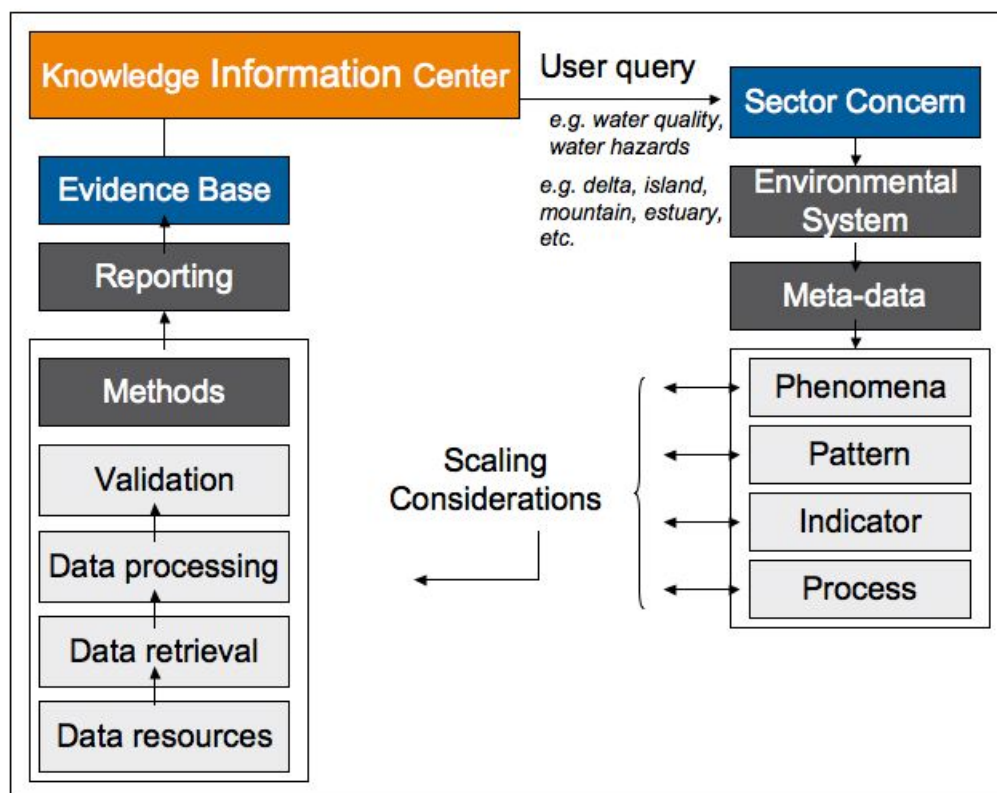 Knowledge Information Center
User query
e.g. water quality,
water hazards
e.g. delta, island,
mountain, estuary,
etc.
Sector Concern
Environmental
System
Meta-data
Phenomena
Pattern
Indicator
Process
Scaling
Considerations
Evidence Base
Reporting
Methods
Validation
Data processing
Data retrieval
Data resources